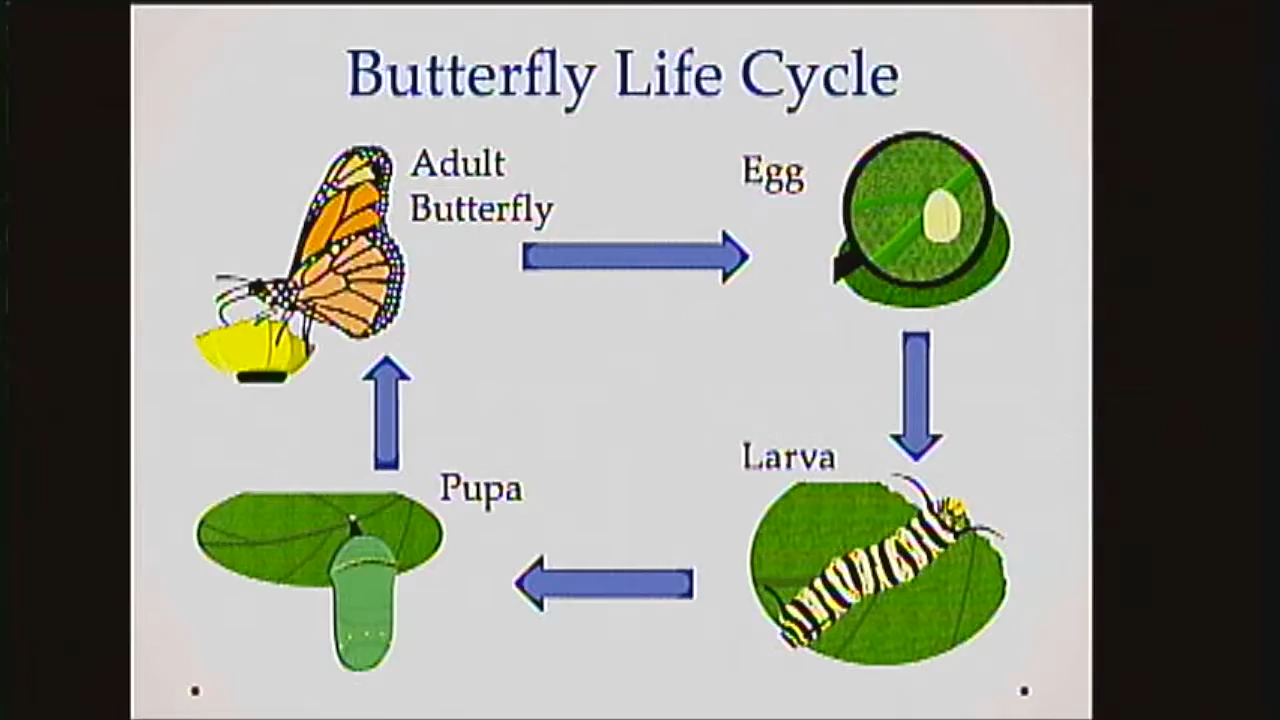 Butterfly Life Cycle
Adult
Butterfly
Egg
Larva
Pupa